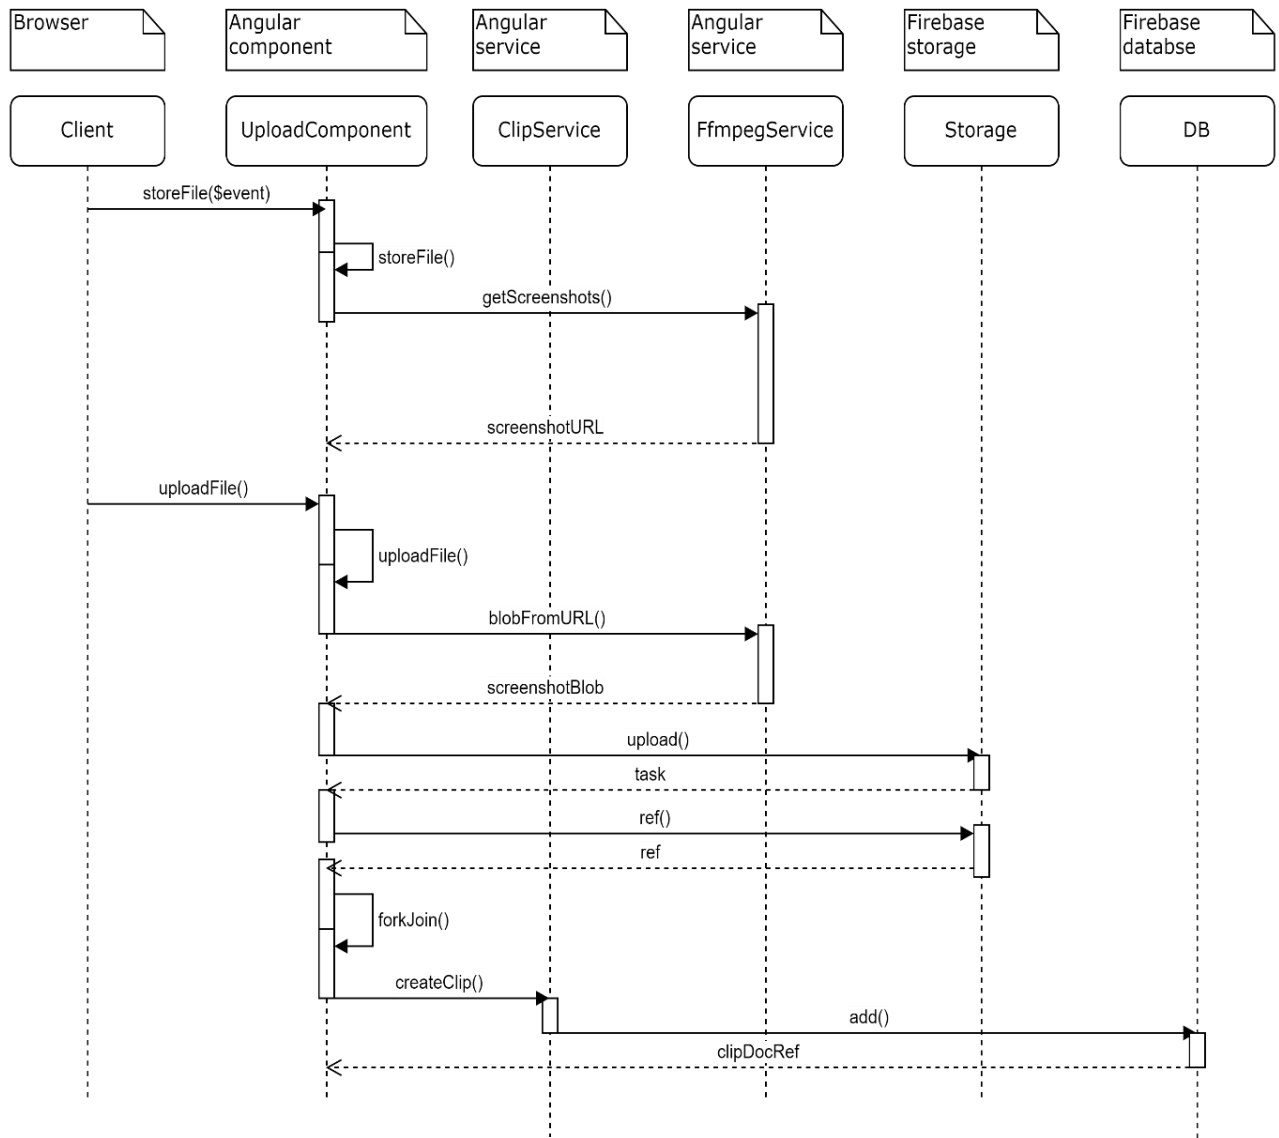 Browser
Angular
component
Angular
service
Angular
service
Firebase
storage
Firebase
databse
Client
UploadComponent
ClipService
FfmpegService
Storage
DB
storeFile($event)
storeFile()
getScreenshots()
screenshotURL
uploadFile()
uploadFile()
blobFromURL()
screenshotBlob
upload()
task
ref()
ref
forkJoin()
createClip()
add()
clipDocRef